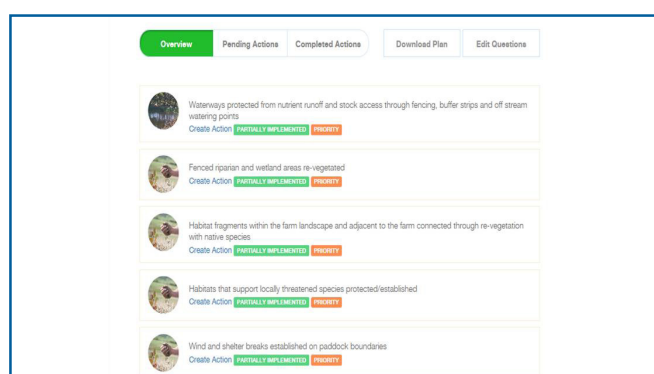 Overview Pending Actions Completed Actions Download Plan Edit Questions
Waterways protected from nutrient runoff and stock access through fencing, buffer strips and off stream
watering points
Create Action PARTIALLY IMPLEMENTED PRIORITY
Fenced riparian and wetland areas re-vegetated
Create Action PARTIALLY IMPLEMENTED PRIORITY
Habitat fragments within the farm landscape and adjacent to the farm connected through re-vegetation
with native species
Create Action PARTIALLY IMPLEMENTED PRIORITY
Habitats that support locally threatened species protected/established
Create Action PARTIALLY IMPLEMENTED PRIORITY
Wind and shelter breaks established on paddock boundaries
Create Action PARTIALLY IMPLEMENTED PRIORITY